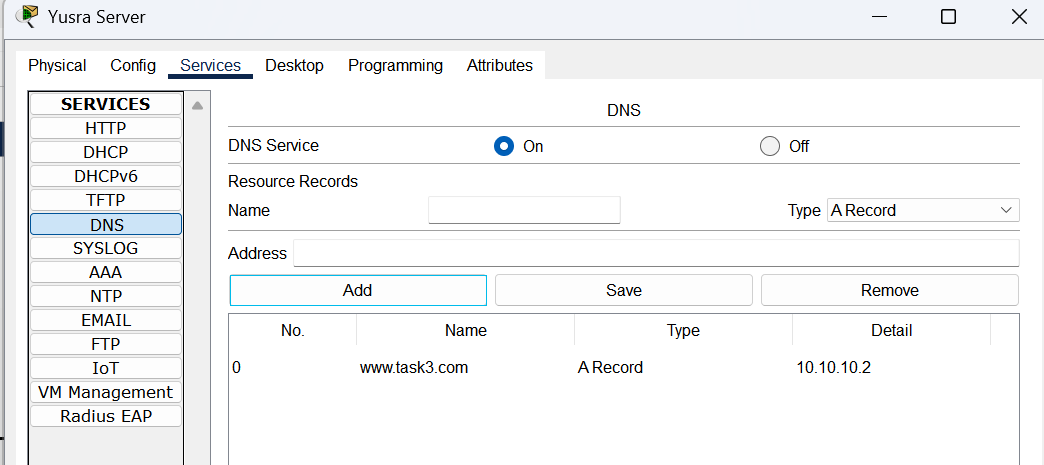 Yusra Server
Physical Config Services Desktop Programming Attributes
SERVICES
HTTP
DHCP
DHCPv6
TFTP
DNS
SYSLOG
AAA
NTP
EMAIL
FTP
IoT
VM Management
Radius EAP
DNS
DNS Service On Off
Resource Records
Name Type A Record
Address
Add Save Remove
No. Name Type Detail
0 www.task3.com A Record 10.10.10.2